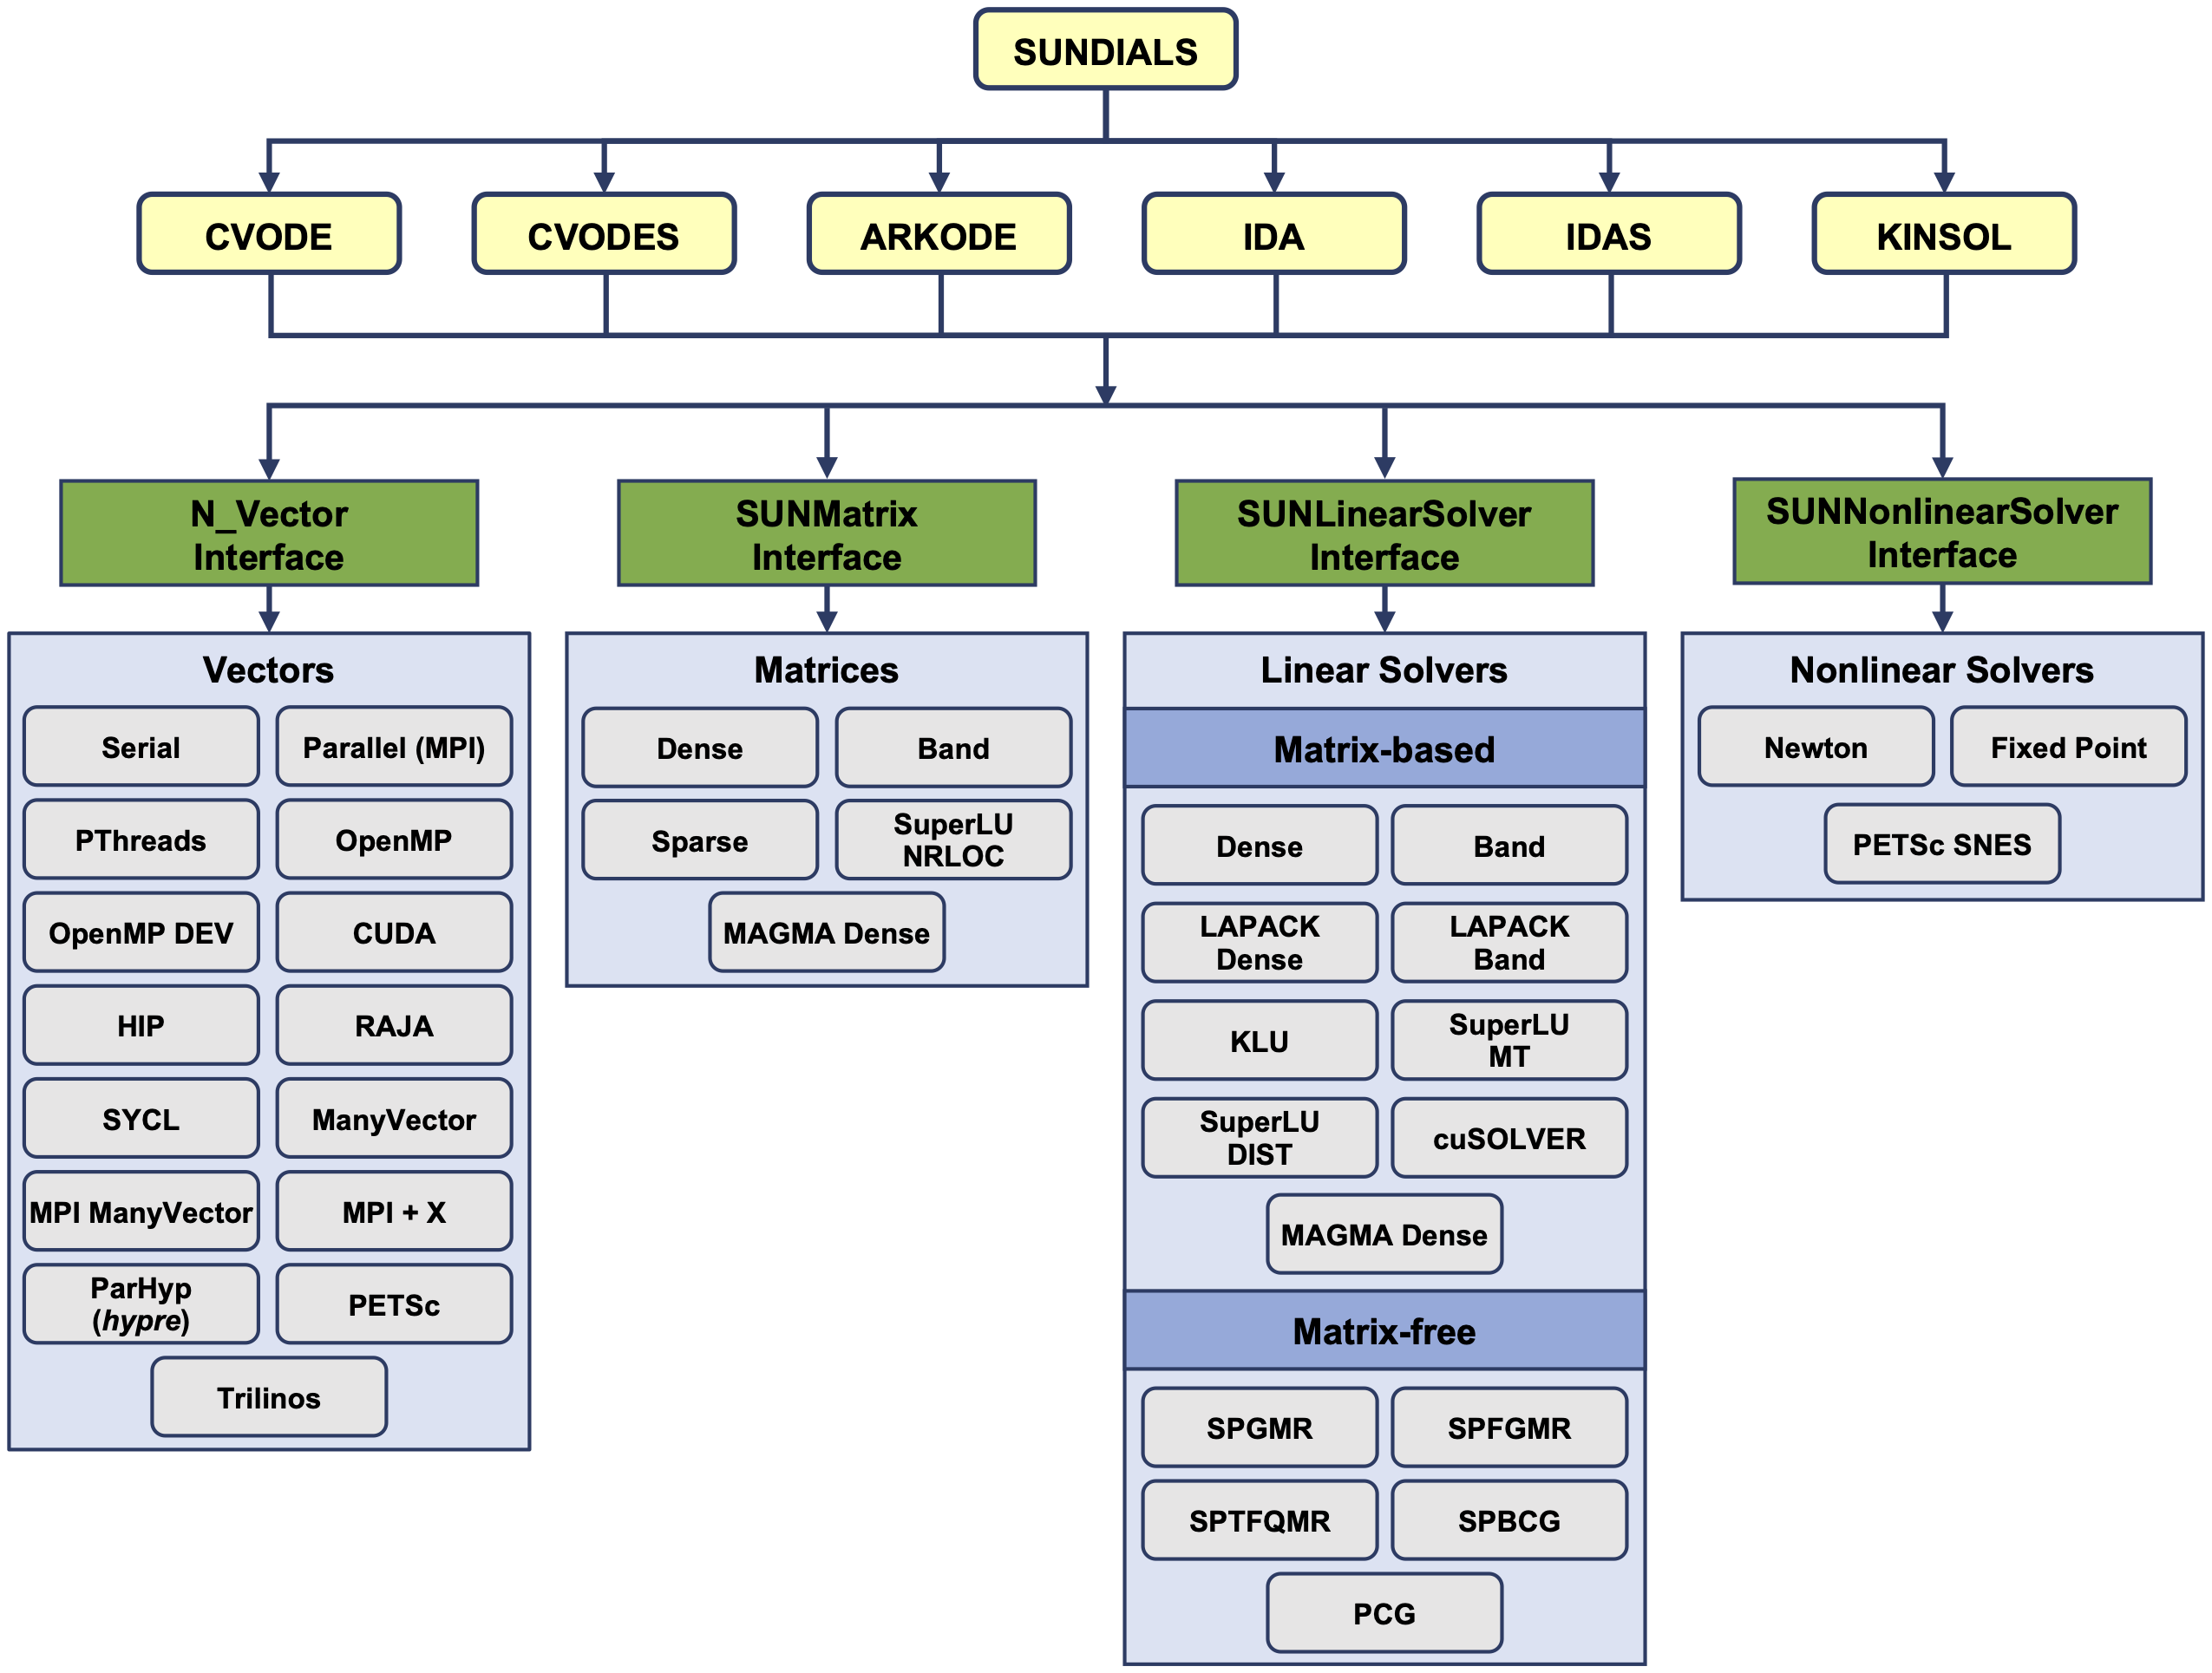 SUNDIALS
CVODE
CVODES
ARKODE
IDA
IDAS
KINSOL
N_Vector
Interface
SUNMatrix
Interface
SUNLinearSolver
Interface
SUNNonlinearSolver
Interface
Vectors
Serial
Parallel (MPI)
PThreads
OpenMP
OpenMP DEV
CUDA
HIP
RAJA
SYCL
ManyVector
MPI ManyVector
MPI + X
ParHyp
(hypre)
PETSc
Trilinos
Matrices
Dense
Band
Sparse
SuperLU
NRLOC
MAGMA Dense
Linear Solvers
Matrix-based
Dense
Band
LAPACK
Dense
LAPACK
Band
KLU
SuperLU
MT
SuperLU
DIST
cuSOLVER
MAGMA Dense
Matrix-free
SPGMR
SPFGMR
SPTFQMR
SPBCG
PCG
Nonlinear Solvers
Newton
Fixed Point
PETSc SNES